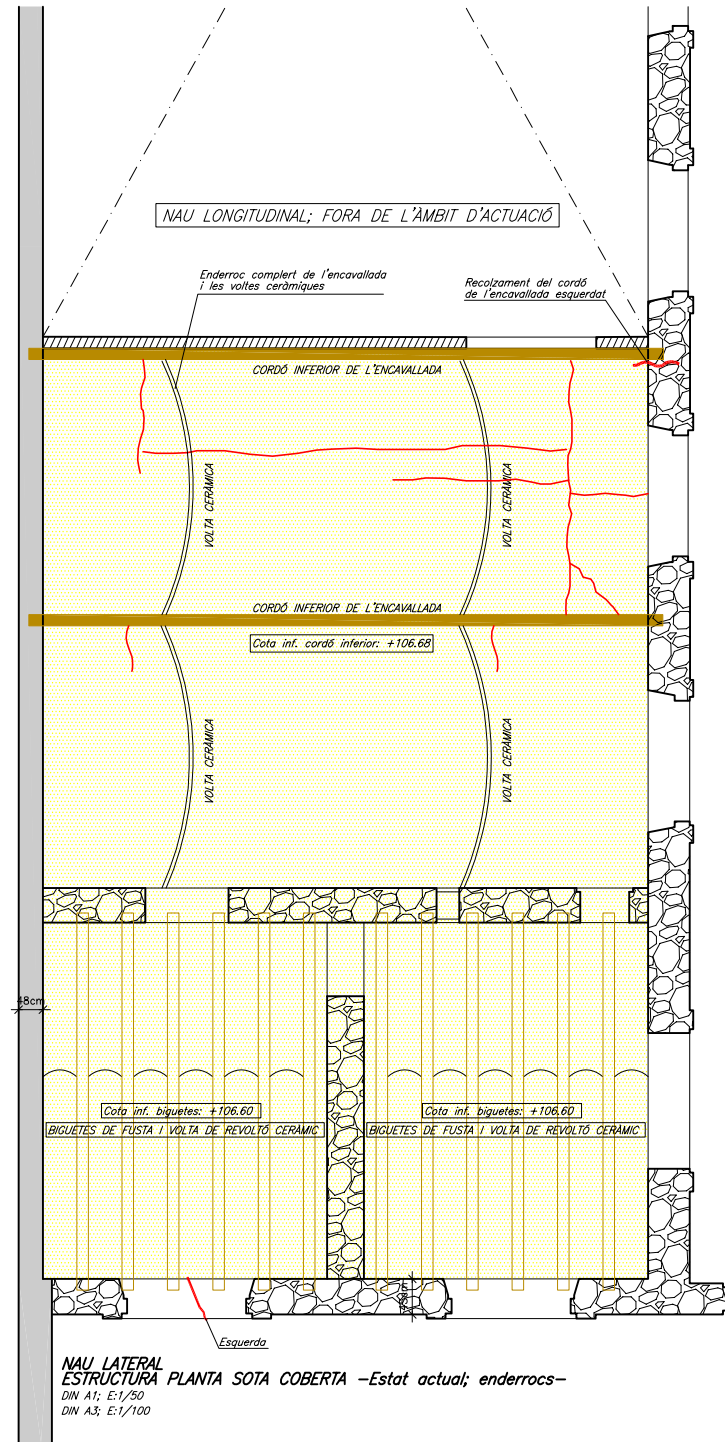 NAU LONGITUDINAL; FORA DE L'ÀMBIT D'ACTUACIÓ
Enderroc complert de l'encavallada
i les voltes ceràmiques
Recolzament del cordó
de l'encavallada esquerdat
CORDÓ INFERIOR DE L'ENCAVALLADA
VOLTA CERÀMICA
VOLTA CERÀMICA
CORDÓ INFERIOR DE L'ENCAVALLADA
Cota inf. cordó inferior: +106.68
VOLTA CERÀMICA
VOLTA CERÀMICA
48cm
Cota inf. biguetes: +106.60
Cota inf. biguetes: +106.60
BIGUETES DE FUSTA I VOLTA DE REVOLTÓ CERÀMIC
BIGUETES DE FUSTA I VOLTA DE REVOLTÓ CERÀMIC
Esquerda
NAU LATERAL
ESTRUCTURA PLANTA SOTA COBERTA -Estat actual; enderrocs-
DIN A1; E:1/50
DIN A3; E:1/100